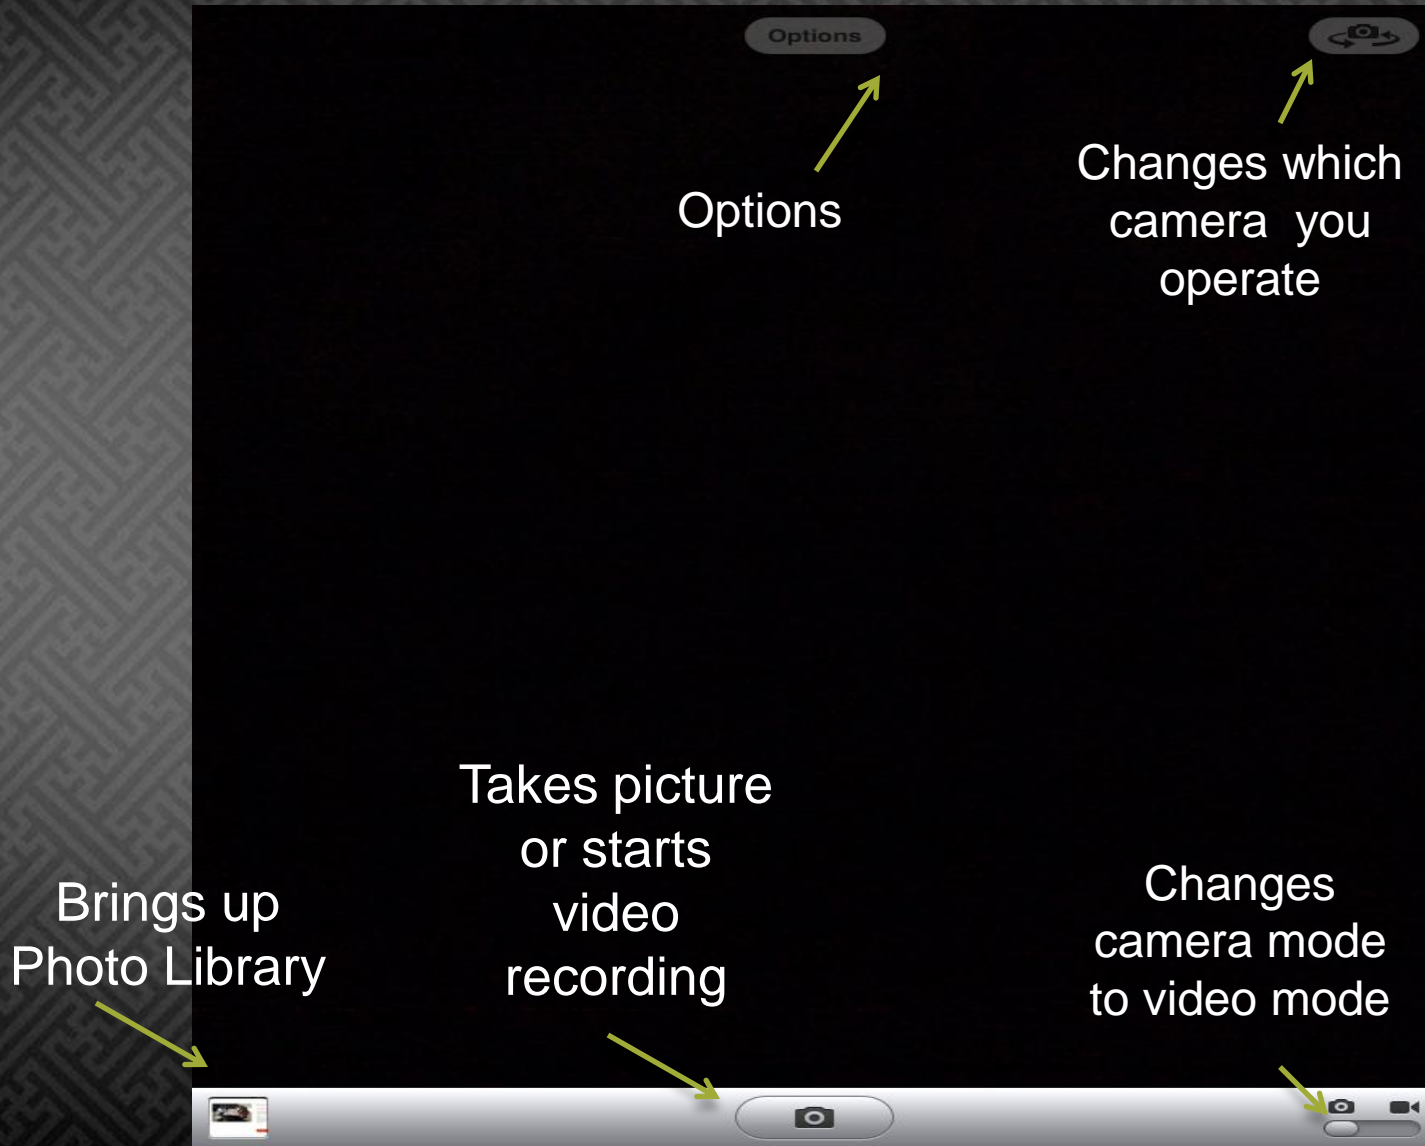 Options
Options
Changes which
camera you
operate
Takes picture
or starts
video
recording
Brings up
Photo Library
Changes
camera mode
to video mode